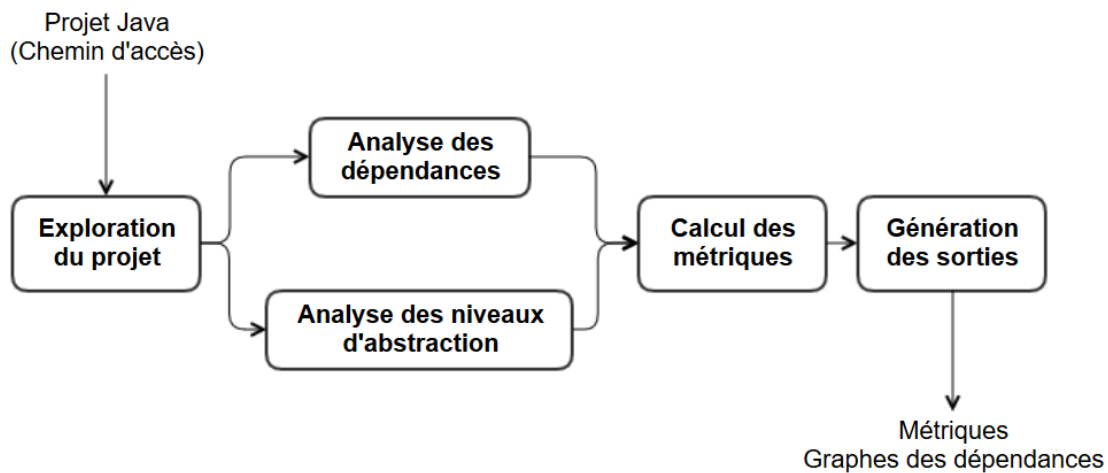 Projet Java
(Chemin d'accès)
Exploration
du projet
Analyse des
dépendances
Analyse des niveaux
d'abstraction
Calcul des
métriques
Génération
des sorties
Métriques
Graphes des dépendances